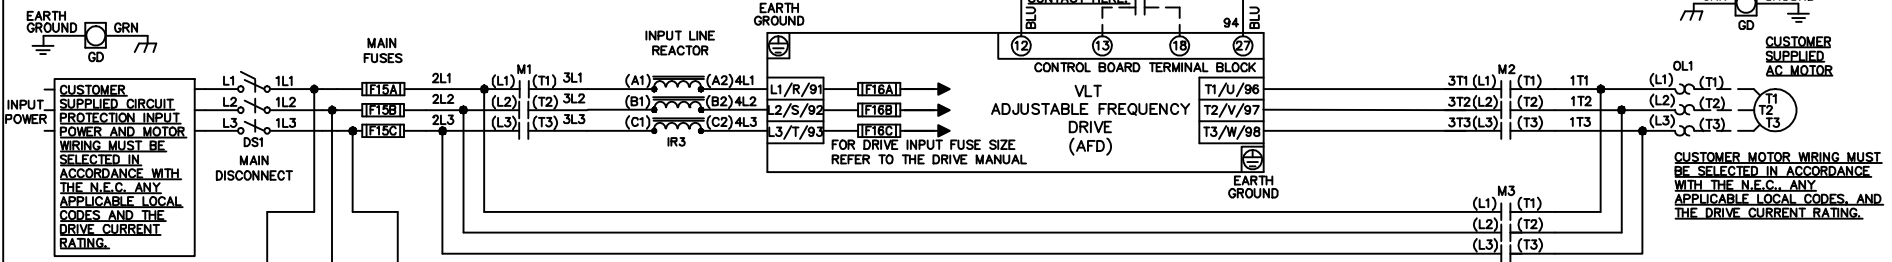 EARTH
GROUND
GRN
GD
INPUT
POWER
CUSTOMER
SUPPLIED CIRCUIT
PROTECTION INPUT
POWER AND MOTOR
WIRING MUST BE
SELECTED IN
ACCORDANCE WITH
THE N.E.C. ANY
APPLICABLE LOCAL
CODES AND THE
DRIVE CURRENT
RATING.
L1 1L1
L2 1L2
L3 1L3
DS1
MAIN
DISCONNECT
MAIN
FUSES
F15A
F15B
F15C
2L1
2L2
2L3
M1
(L1) (T1) 3L1
(L2) (T2) 3L2
(L3) (T3) 3L3
INPUT LINE
REACTOR
(A1) (A2) 4L1
(B1) (B2) 4L2
(C1) (C2) 4L3
IR3
EARTH
GROUND
L1/R/91
L2/S/92
L3/T/93
F16A
F16B
F16C
FOR DRIVE INPUT FUSE SIZE
REFER TO THE DRIVE MANUAL
BLU
94
BLU
12
13
18
27
CONTROL BOARD TERMINAL BLOCK
VLT
ADJUSTABLE FREQUENCY
DRIVE
(AFD)
T1/U/96
T2/V/97
T3/W/98
EARTH
GROUND
M2
3T1 (L1) (T1) 1T1
3T2 (L2) (T2) 1T2
3T3 (L3) (T3) 1T3
M3
(L1) (T1)
(L2) (T2)
(L3) (T3)
GD
CUSTOMER
SUPPLIED
AC MOTOR
OL1
(L1) (T1)
(L2) (T2)
(L3) (T3)
T1
T2
T3
CUSTOMER MOTOR WIRING MUST
BE SELECTED IN ACCORDANCE
WITH THE N.E.C., ANY
APPLICABLE LOCAL CODES, AND
THE DRIVE CURRENT RATING.